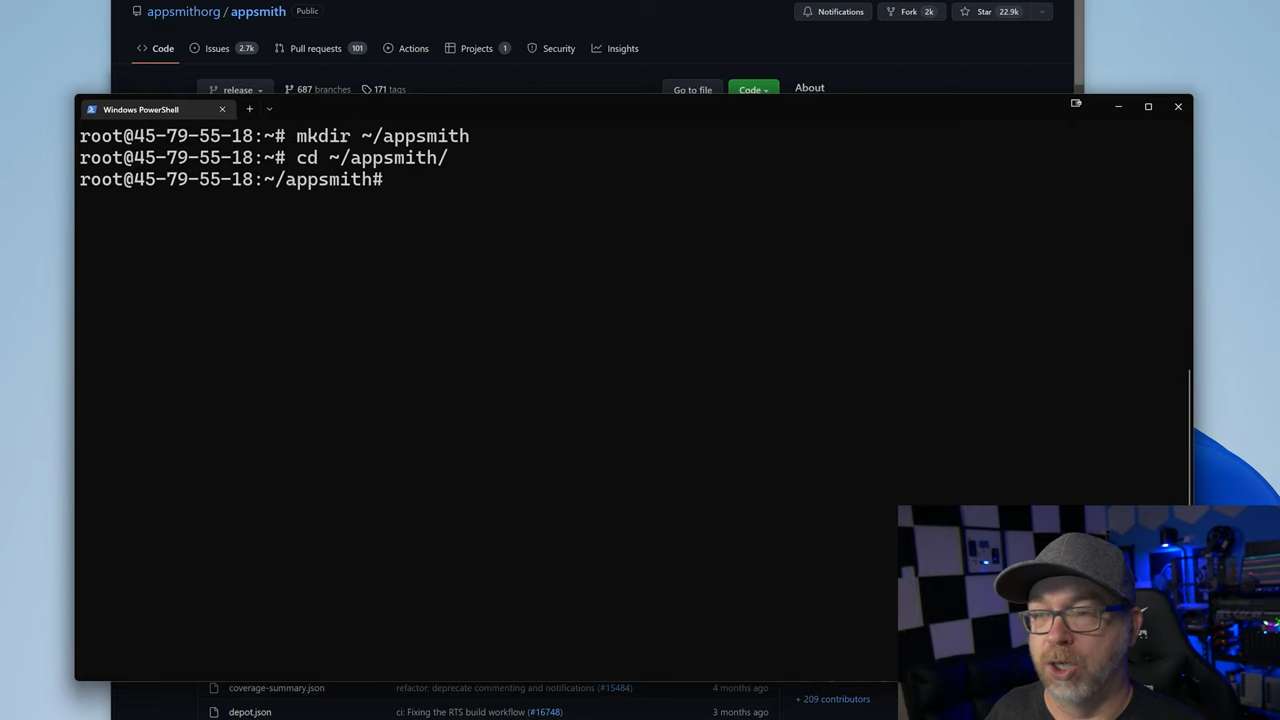 appsmithorg / appsmith Public
Notifications Fork 2k Star 22.9k
Code Issues 2.7k Pull requests 101 Actions Projects 1 Security Insights
release 687 branches 171 tags Go to file Code About
Windows PowerShell
root@45-79-55-18:~# mkdir ~/appsmith
root@45-79-55-18:~# cd ~/appsmith/
root@45-79-55-18:~/appsmith#
coverage-summary.json refactor: deprecate commenting and notifications (#15484) 4 months ago
+ 209 contributors
depot.json ci: Fixing the RTS build workflow (#16748) 3 months ago